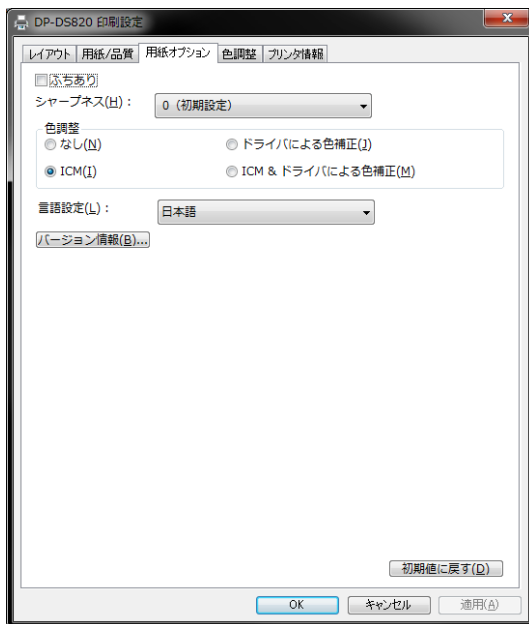 DP-DS820 印刷設定
レイアウト 用紙/品質 用紙オプション 色調整 プリンタ情報
ふちあり
シャープネス(H)： 0（初期設定）
色調整
なし(N) ドライバによる色補正(J)
ICM(I) ICM & ドライバによる色補正(M)
言語設定(L)： 日本語
バージョン情報(B)...
初期値に戻す(D)
OK キャンセル 適用(A)